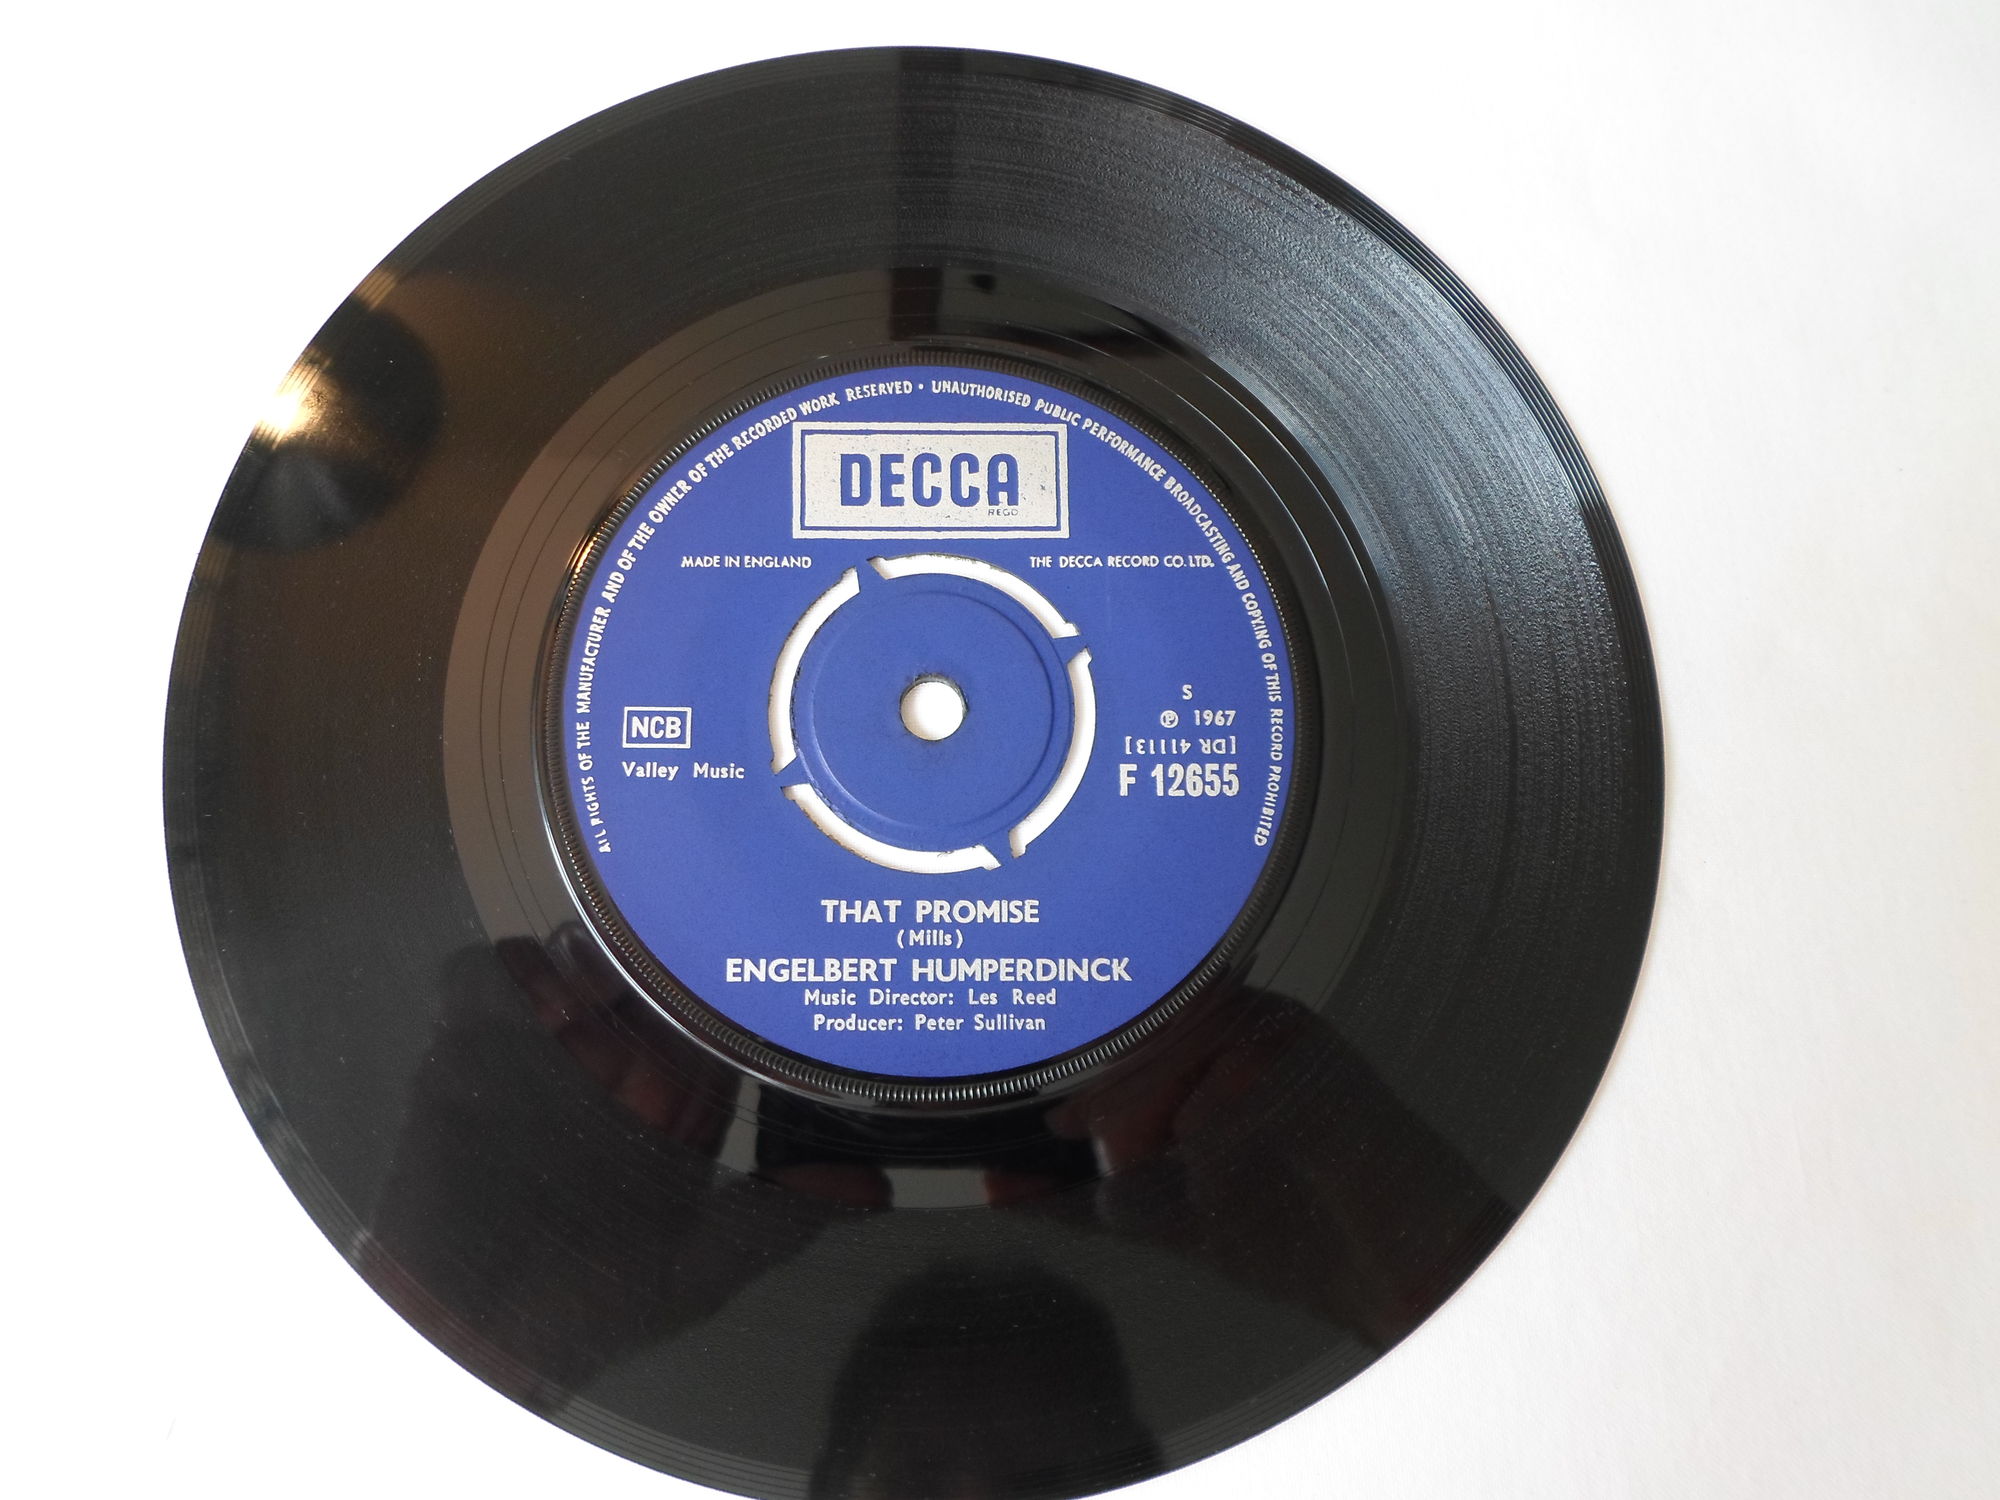 ALL RIGHTS OF THE MANUFACTURER AND OF THE OWNER OF THE RECORDED WORK RESERVED • UNAUTHORISED PUBLIC PERFORMANCE BROADCASTING AND COPYING OF THIS RECORD PROHIBITED
DECCA
REGD
MADE IN ENGLAND
THE DECCA RECORD CO. LTD.
NCB
Valley Music
S
℗ 1967
[DR 41113]
F 12655
THAT PROMISE
(Mills)
ENGELBERT HUMPERDINCK
Music Director: Les Reed
Producer: Peter Sullivan